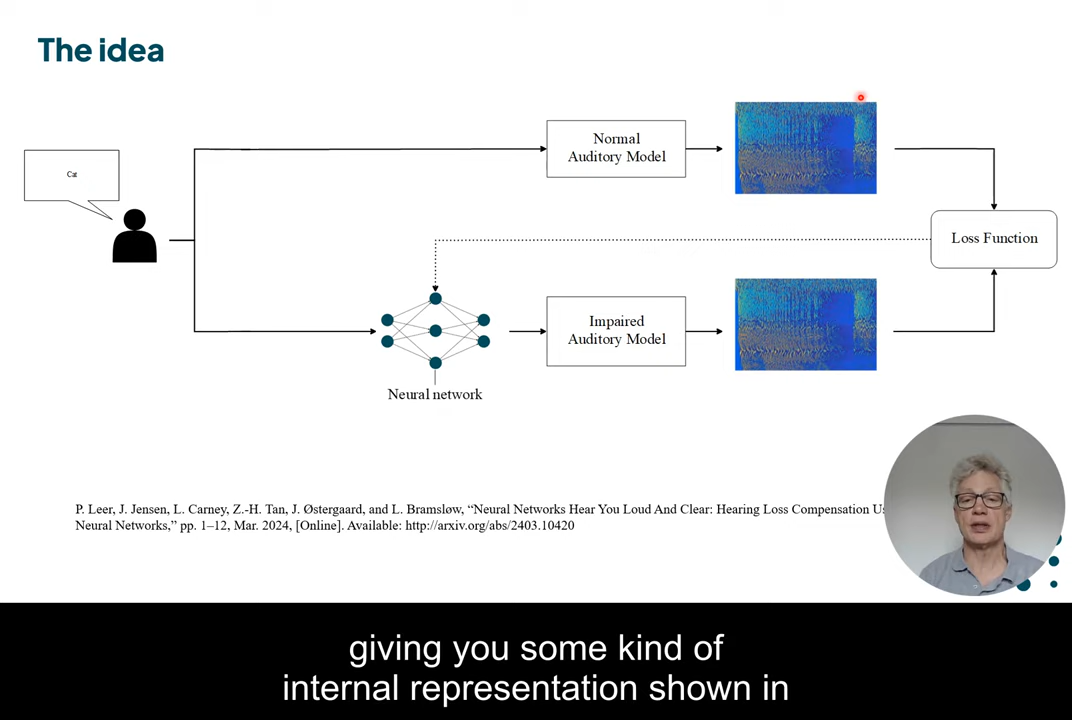 The idea
Cat
Normal
Auditory Model
Loss Function
Impaired
Auditory Model
Neural network
P. Leer, J. Jensen, L. Carney, Z.-H. Tan, J. Østergaard, and L. Bramsløw, “Neural Networks Hear You Loud And Clear: Hearing Loss Compensation
Neural Networks,” pp. 1–12, Mar. 2024, [Online]. Available: http://arxiv.org/abs/2403.10420
giving you some kind of
internal representation shown in